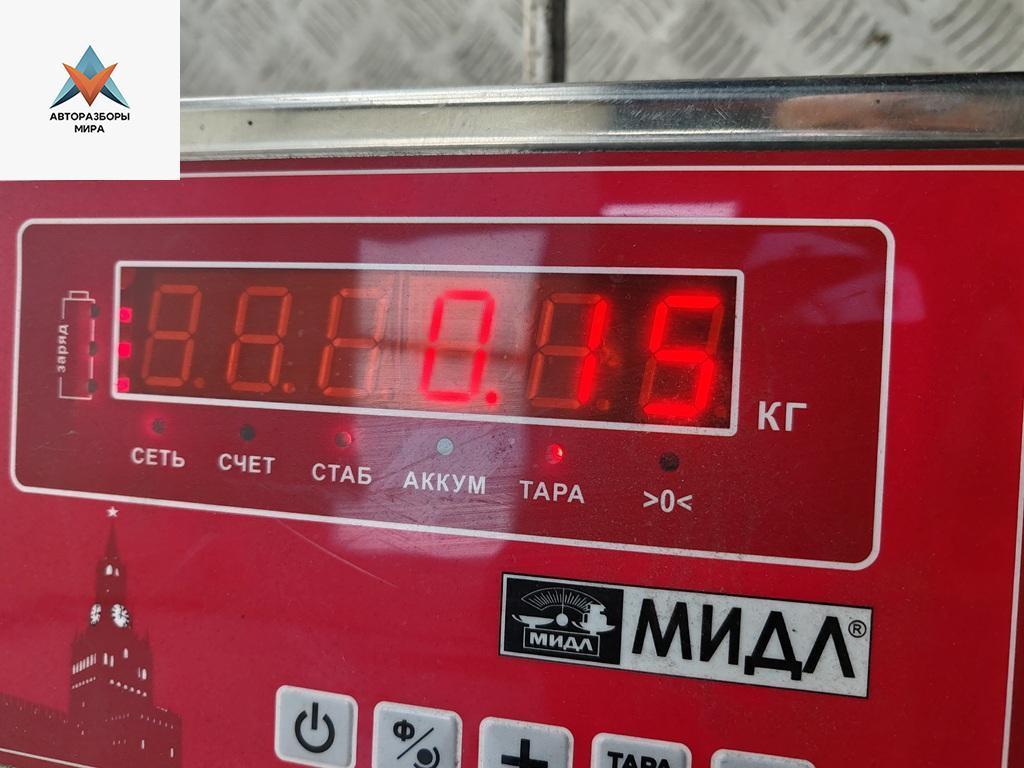 АВТОРАЗБОРЫ
МИРА
заряд
0.15
КГ
СЕТЬ СЧЕТ СТАБ АККУМ ТАРА >0<
МИДЛ МИДЛ®
Ф/
+
ТАРА